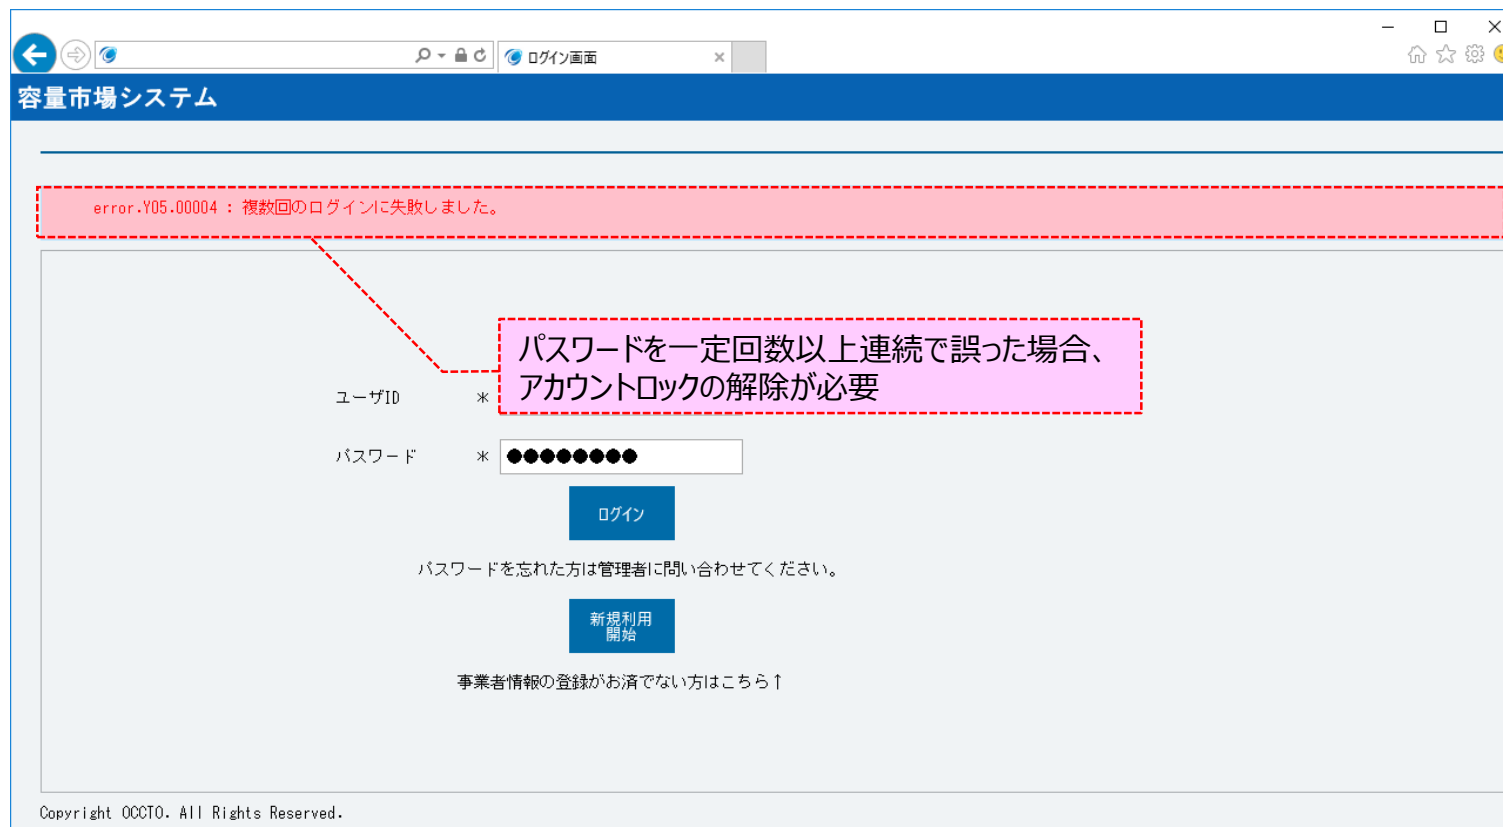 ログイン画面
容量市場システム
error.Y05.00004 : 複数回のログインに失敗しました。
パスワードを一定回数以上連続で誤った場合、
アカウントロックの解除が必要
ユーザID *
パスワード * ●●●●●●●●
ログイン
パスワードを忘れた方は管理者に問い合わせてください。
新規利用
開始
事業者情報の登録がお済でない方はこちら↑
Copyright OCCTO. All Rights Reserved.